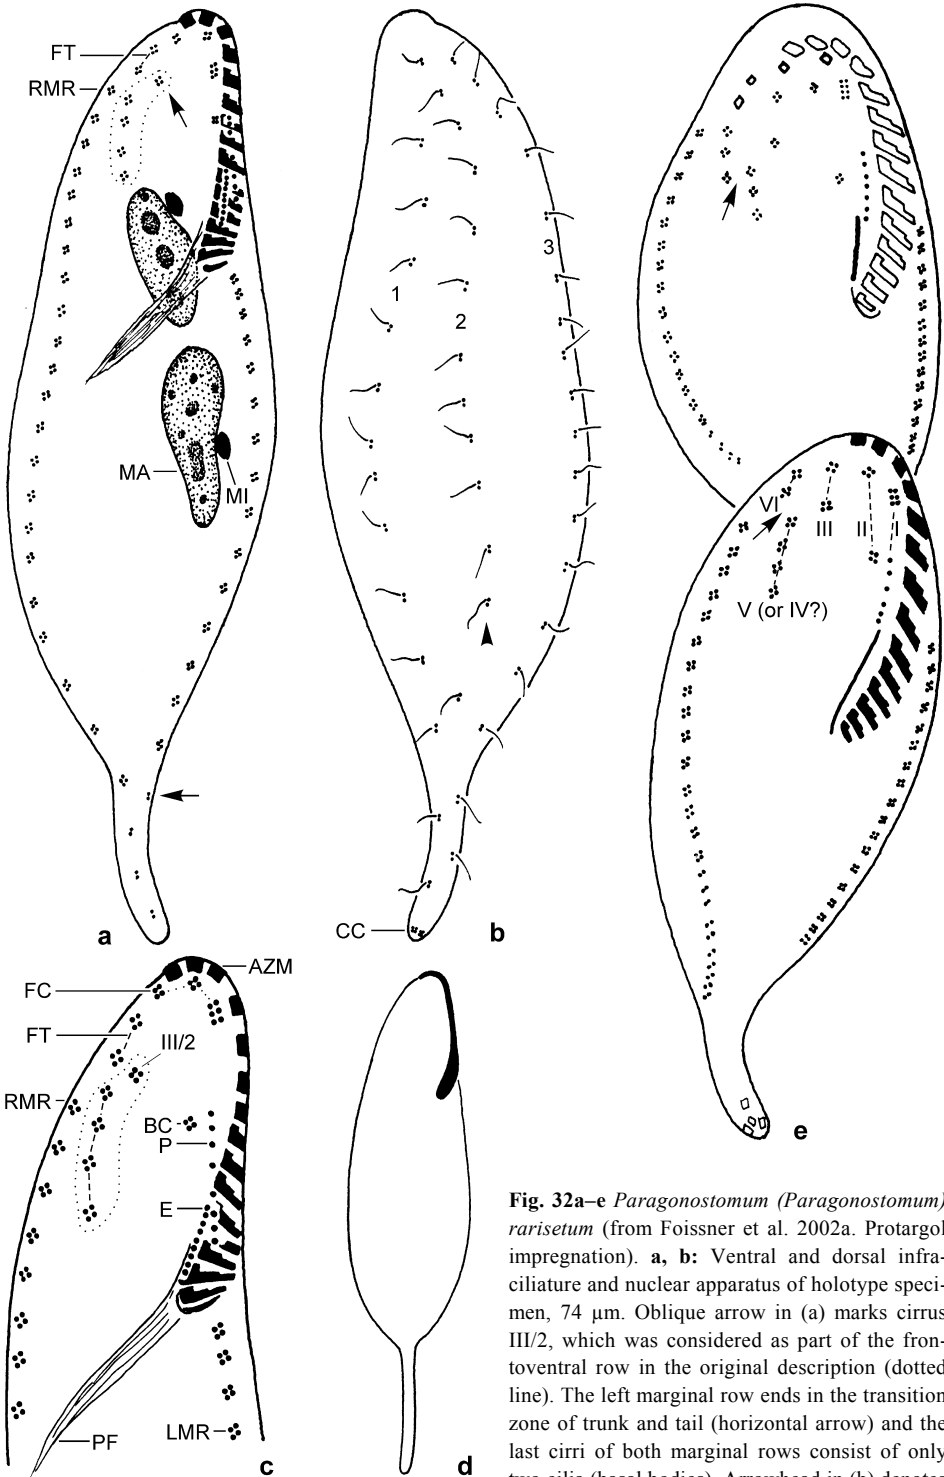 FT
RMR
MA
MI
a
1
2
3
CC
b
VI
III
II
I
V (or IV?)
e
AZM
FC
FT
III/2
RMR
BC
P
E
PF
LMR
c
d
Fig. 32a–e Paragonostomum (Paragonostomum)
rarisetum (from Foissner et al. 2002a. Protargol
impregnation). a, b: Ventral and dorsal infra-
ciliature and nuclear apparatus of holotype speci-
men, 74 µm. Oblique arrow in (a) marks cirrus
III/2, which was considered as part of the fron-
toventral row in the original description (dotted
line). The left marginal row ends in the transition
zone of trunk and tail (horizontal arrow) and the
last cirri of both marginal rows consist of only
two cilia (basal bodies). Arrowhead in (b) denotes